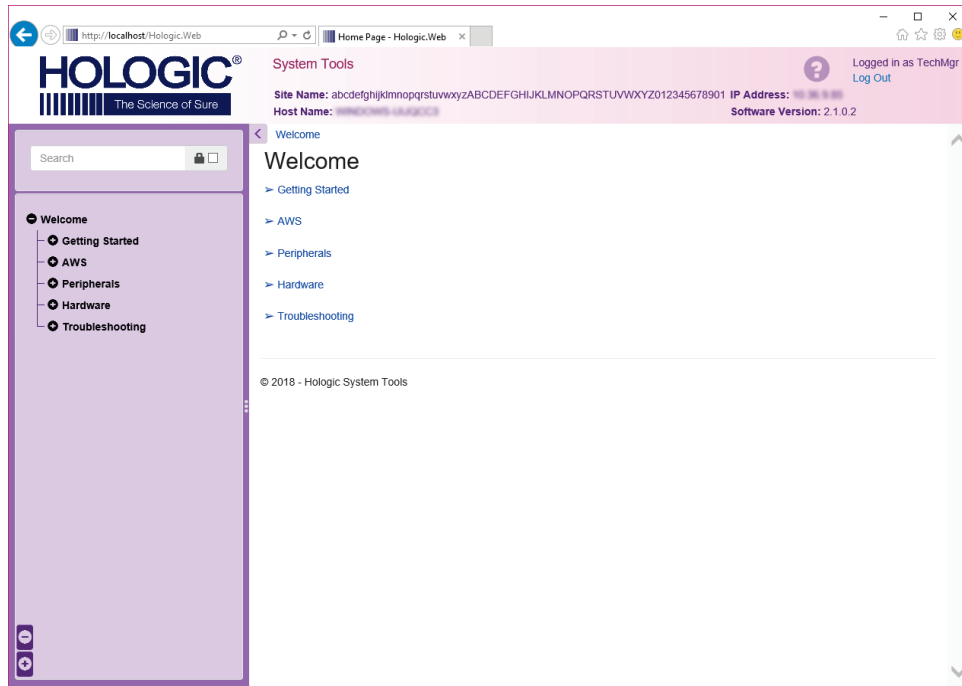 http://localhost/Hologic.Web
Home Page - Hologic.Web
HOLOGIC®
The Science of Sure
System Tools
Logged in as TechMgr
Log Out
Site Name: abcdefghijklmnopqrstuvwxyzABCDEFGHIJKLMNOPQRSTUVWXYZ012345678901 IP Address:
Host Name:
Software Version: 2.1.0.2
Search
Welcome
Getting Started
AWS
Peripherals
Hardware
Troubleshooting
Welcome
Welcome
➢ Getting Started
➢ AWS
➢ Peripherals
➢ Hardware
➢ Troubleshooting
© 2018 - Hologic System Tools